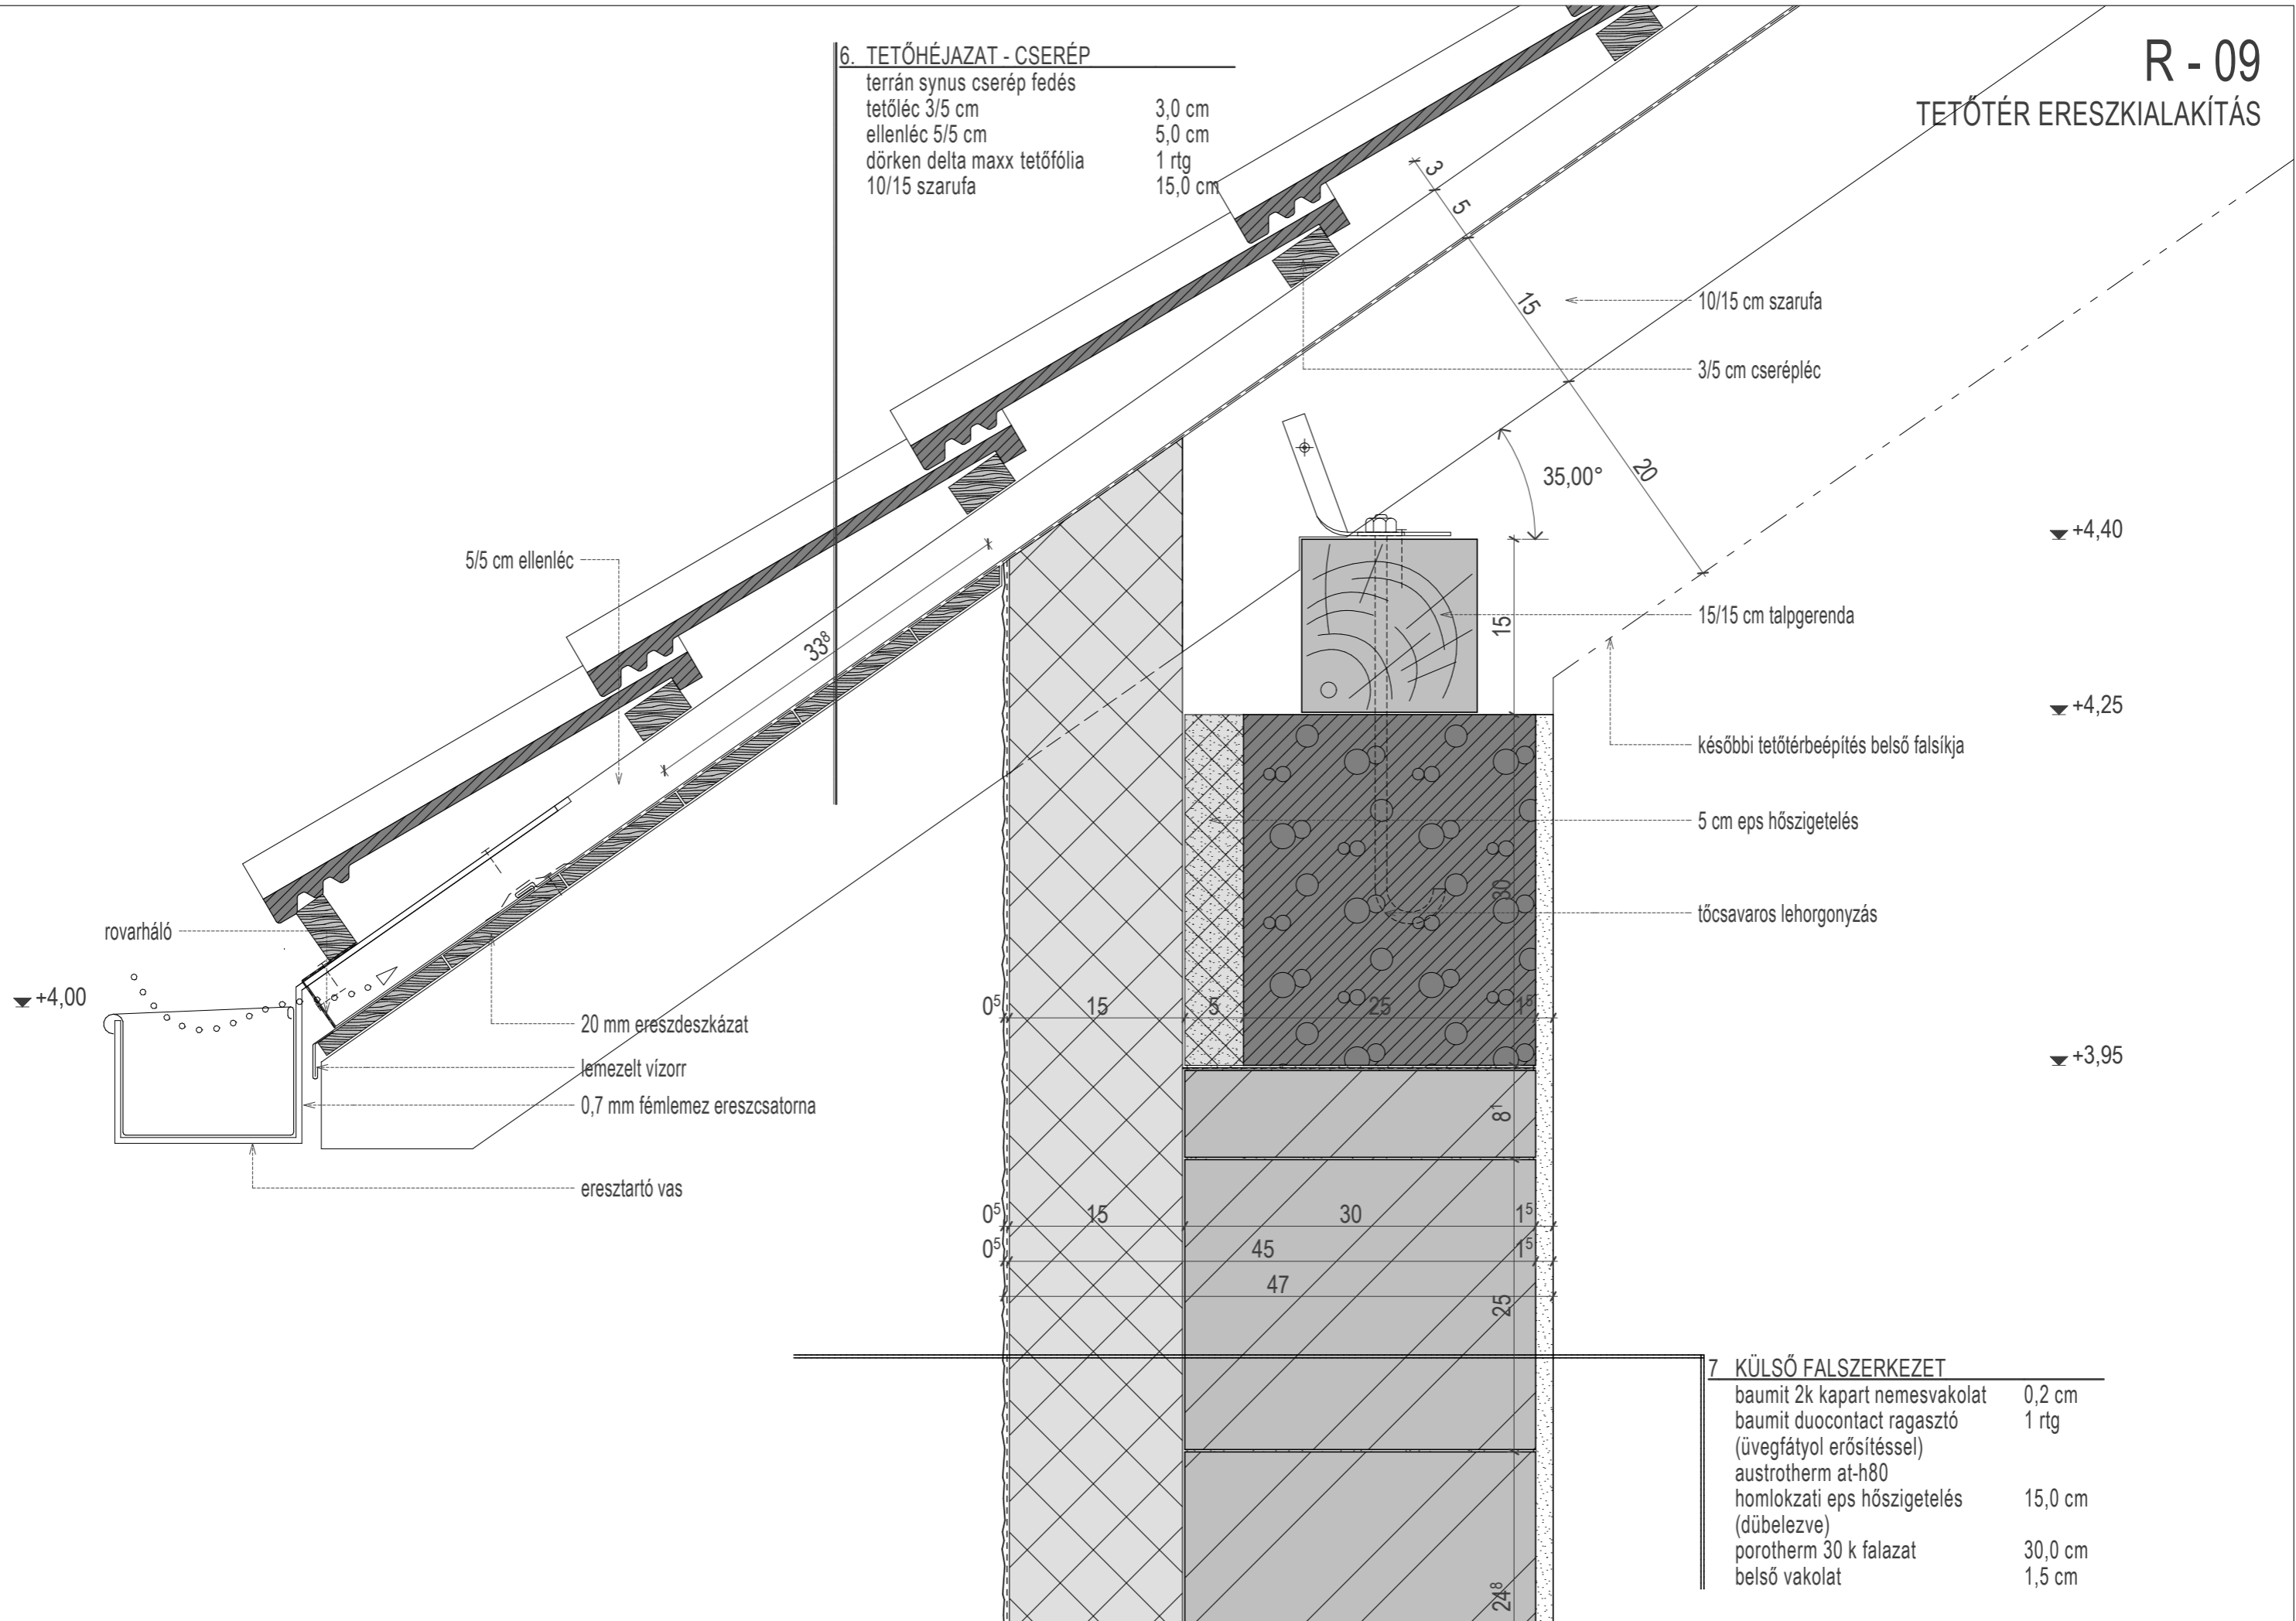 R - 09
TETŐTÉR ERESZKIALAKÍTÁS
6. TETŐHÉJAZAT - CSERÉP
terrán synus cserép fedés
tetőléc 3/5 cm 3,0 cm
ellenléc 5/5 cm 5,0 cm
dörken delta maxx tetőfólia 1 rtg
10/15 szarufa 15,0 cm
3
5
15
20
10/15 cm szarufa
3/5 cm cserépléc
35,00°
+4,40
5/5 cm ellenléc
33⁸
15
15/15 cm talpgerenda
+4,25
későbbi tetőtérbeépítés belső falsíkja
5 cm eps hőszigetelés
30
tőcsavaros lehorgonyzás
rovarháló
+4,00
0⁵ 15 5 25 1⁵
20 mm ereszdeszkázat
+3,95
lemezelt vízorr
0,7 mm fémlemez ereszcsatorna
8¹
eresztartó vas
0⁵ 15 30 1⁵
0⁵ 45 1⁵
47
25
7 KÜLSŐ FALSZERKEZET
baumit 2k kapart nemesvakolat 0,2 cm
baumit duocontact ragasztó 1 rtg
(üvegfátyol erősítéssel)
austrotherm at-h80
homlokzati eps hőszigetelés 15,0 cm
(dübelezve)
porotherm 30 k falazat 30,0 cm
belső vakolat 1,5 cm
24⁸